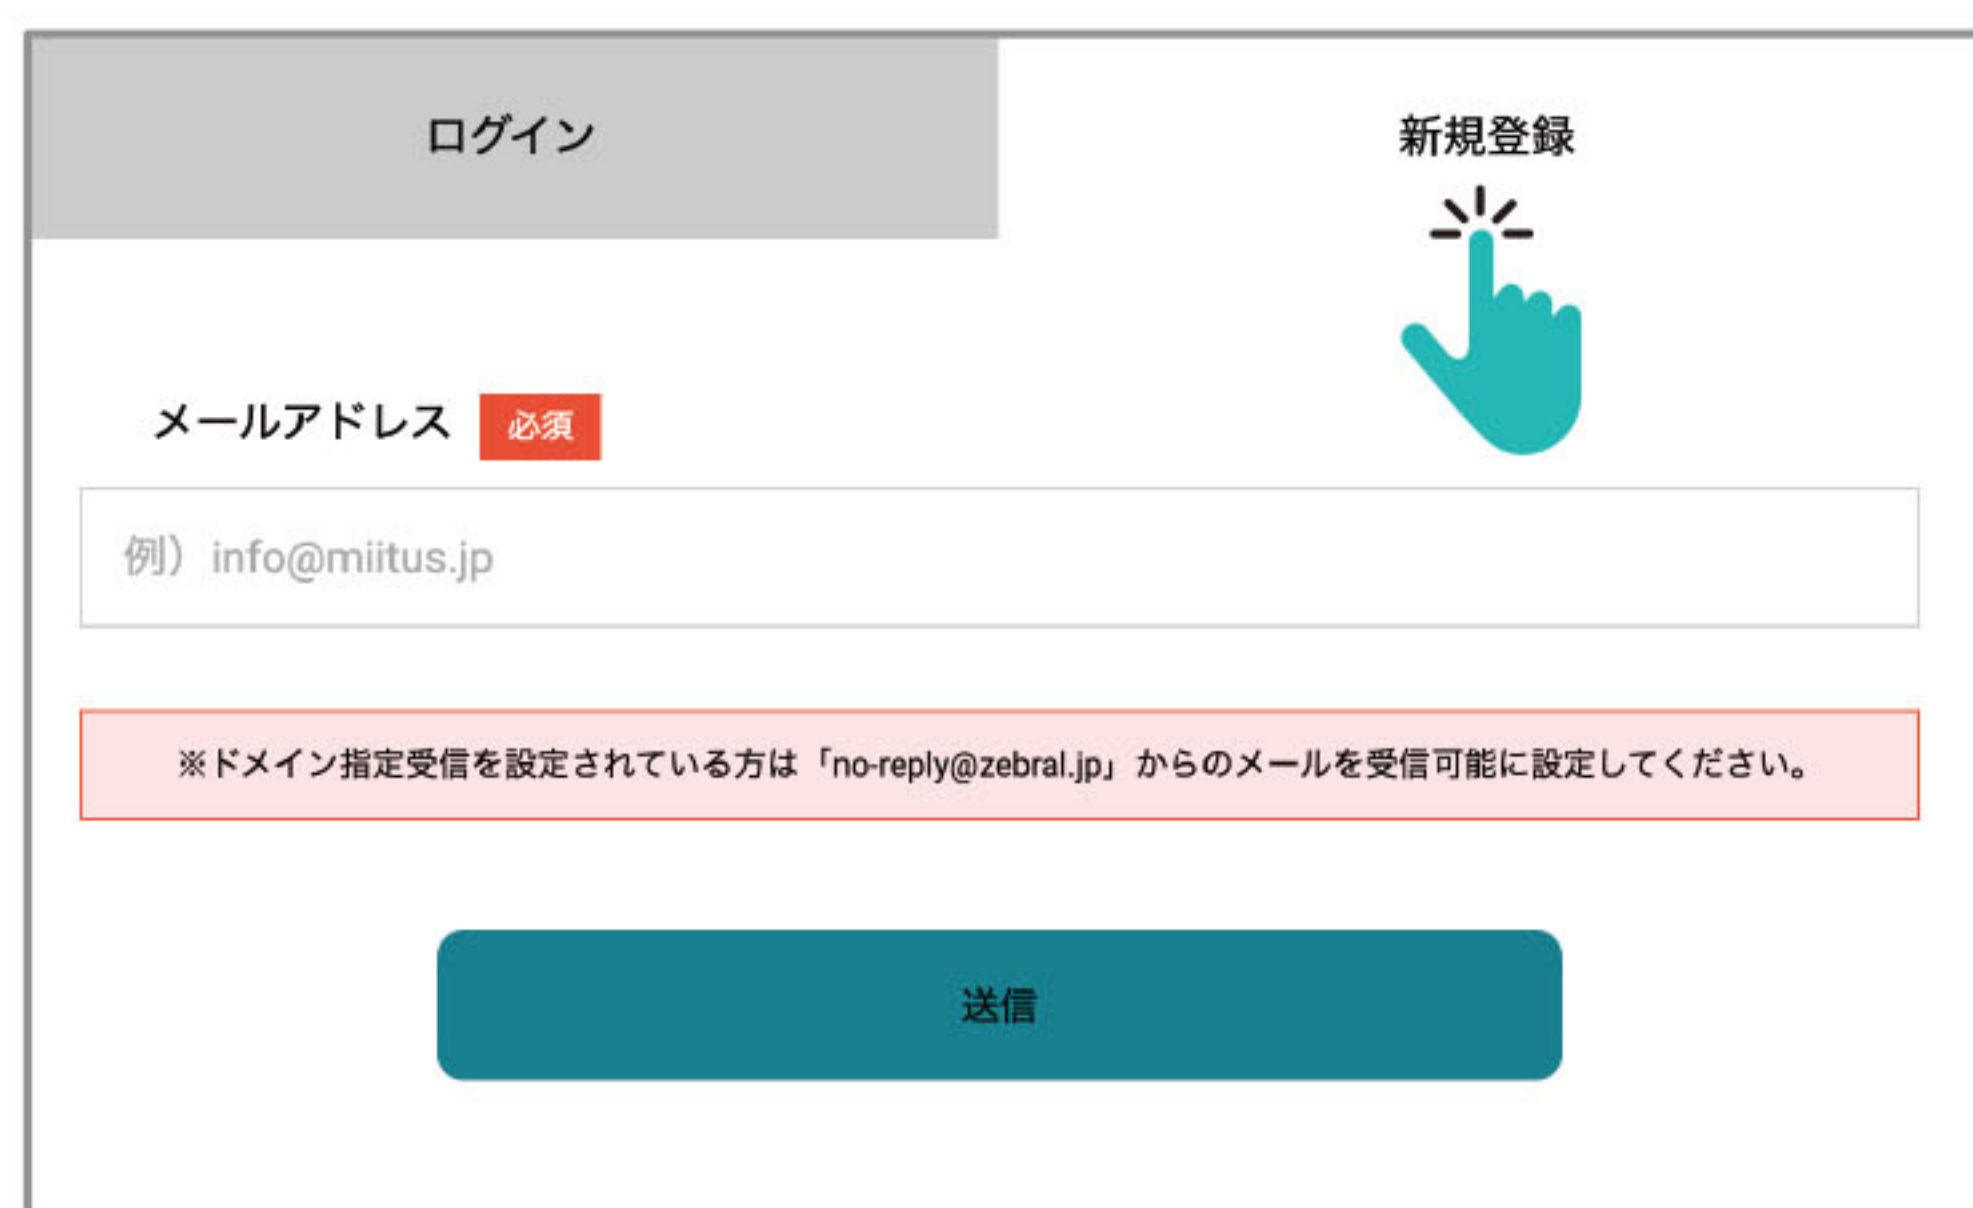 ログイン
新規登録
メールアドレス 必須
例）info@miitus.jp
※ドメイン指定受信を設定されている方は「no-reply@zebral.jp」からのメールを受信可能に設定してください。
送信